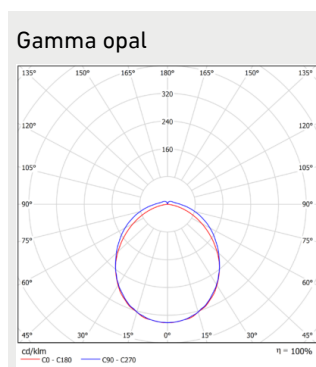 Gamma opal
135° 150° 165° 180° 165° 150° 135°
320
120° 240 120°
160
105° 105°
90° 90°
75° 75°
60° 60°
45° 30° 15° 0° 15° 30° 45°
cd/klm η = 100%
C0 - C180 C90 - C270